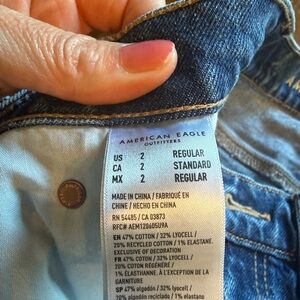 AMERICAN EAGLE
OUTFITTERS
US 2 REGULAR
CA 2 STANDARD
MX 2 REGULAR
MADE IN CHINA / FABRIQUÉ EN
CHINE / HECHO EN CHINA
RN 54485 / CA 03873
RFC# AEM120605U9A
EN 47% COTTON / 32% LYOCELL /
20% RECYCLED COTTON / 1% ELASTANE.
EXCLUSIVE OF DECORATION
FR 47% COTON / 32% LYOCELL /
20% COTON RÉGÉNÉRÉ /
1% ÉLASTHANNE. À L'EXCEPTION DE LA
GARNITURE
SP 47% algodón / 32% lyocell /
20% algodón reciclado / 1% elastano